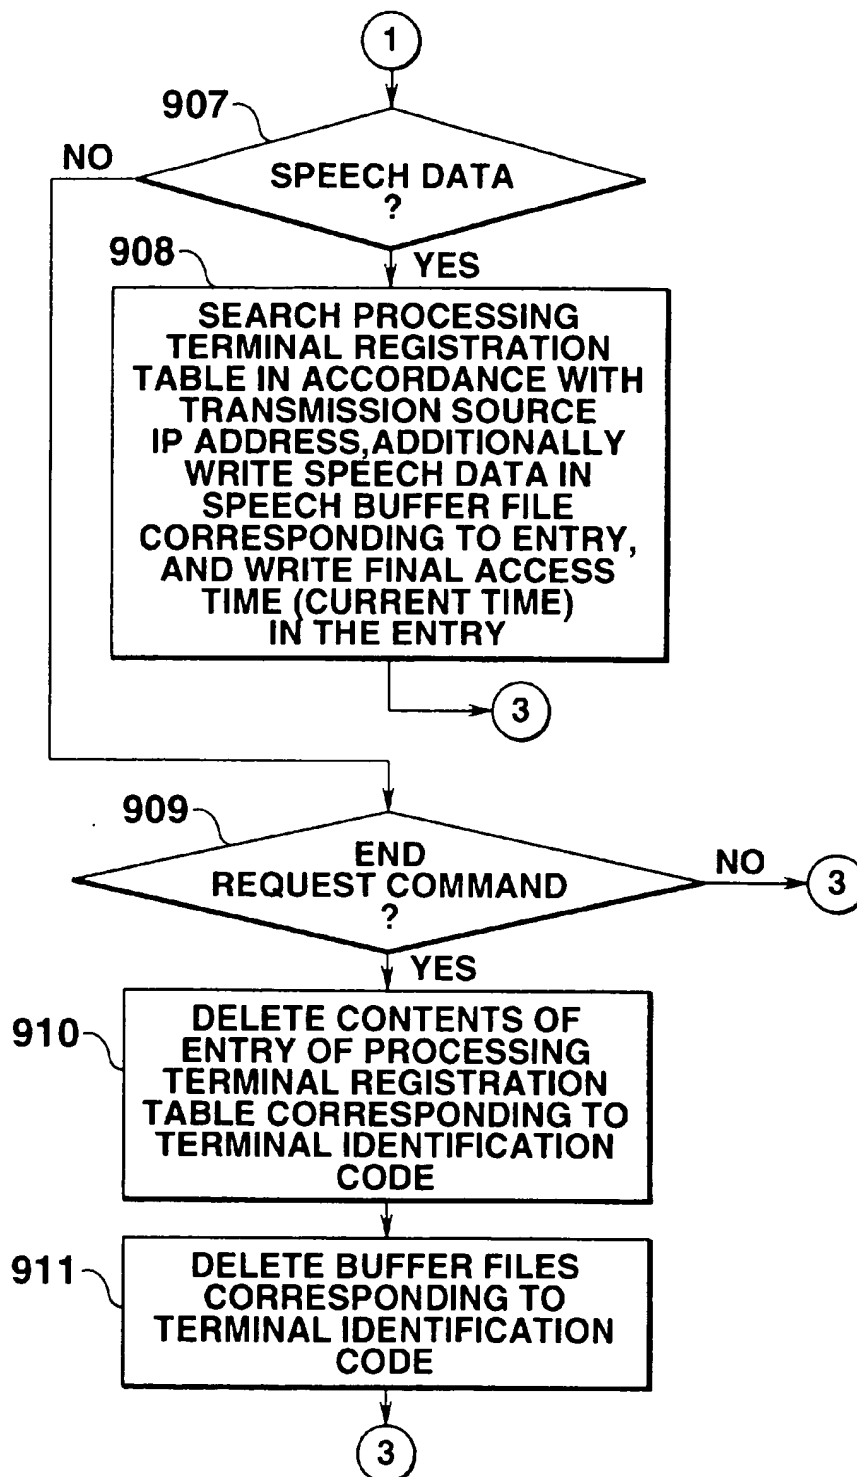 1
907
NO
SPEECH DATA
?
908
YES
SEARCH PROCESSING
TERMINAL REGISTRATION
TABLE IN ACCORDANCE WITH
TRANSMISSION SOURCE
IP ADDRESS,ADDITIONALLY
WRITE SPEECH DATA IN
SPEECH BUFFER FILE
CORRESPONDING TO ENTRY,
AND WRITE FINAL ACCESS
TIME (CURRENT TIME)
IN THE ENTRY
3
909
END
REQUEST COMMAND
?
NO
3
YES
910
DELETE CONTENTS OF
ENTRY OF PROCESSING
TERMINAL REGISTRATION
TABLE CORRESPONDING TO
TERMINAL IDENTIFICATION
CODE
911
DELETE BUFFER FILES
CORRESPONDING TO
TERMINAL IDENTIFICATION
CODE
3